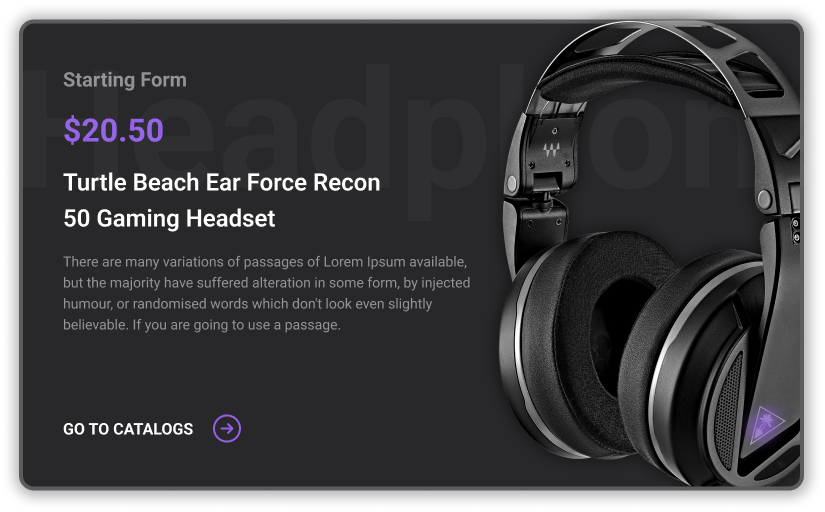 Headphon
Starting Form
$20.50
Turtle Beach Ear Force Recon
50 Gaming Headset
There are many variations of passages of Lorem Ipsum available,
but the majority have suffered alteration in some form, by injected
humour, or randomised words which don't look even slightly
believable. If you are going to use a passage.
GO TO CATALOGS